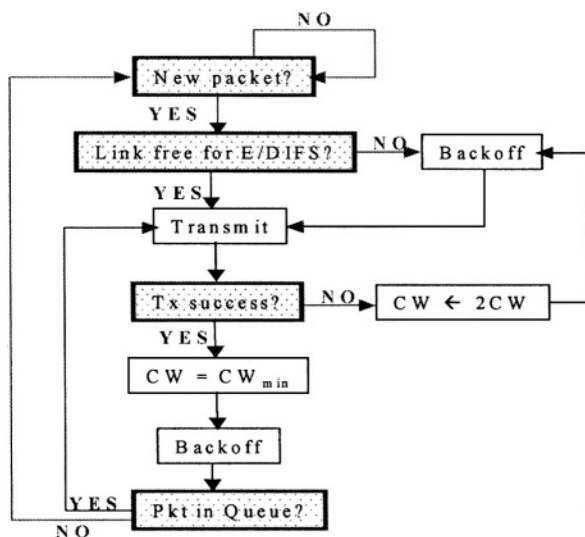 NO
New packet?
YES
Link free for E/DIFS?
NO
Backoff
YES
Transmit
Tx success?
NO
CW ← 2CW
YES
CW = CWmin
Backoff
YES
Pkt in Queue?
NO